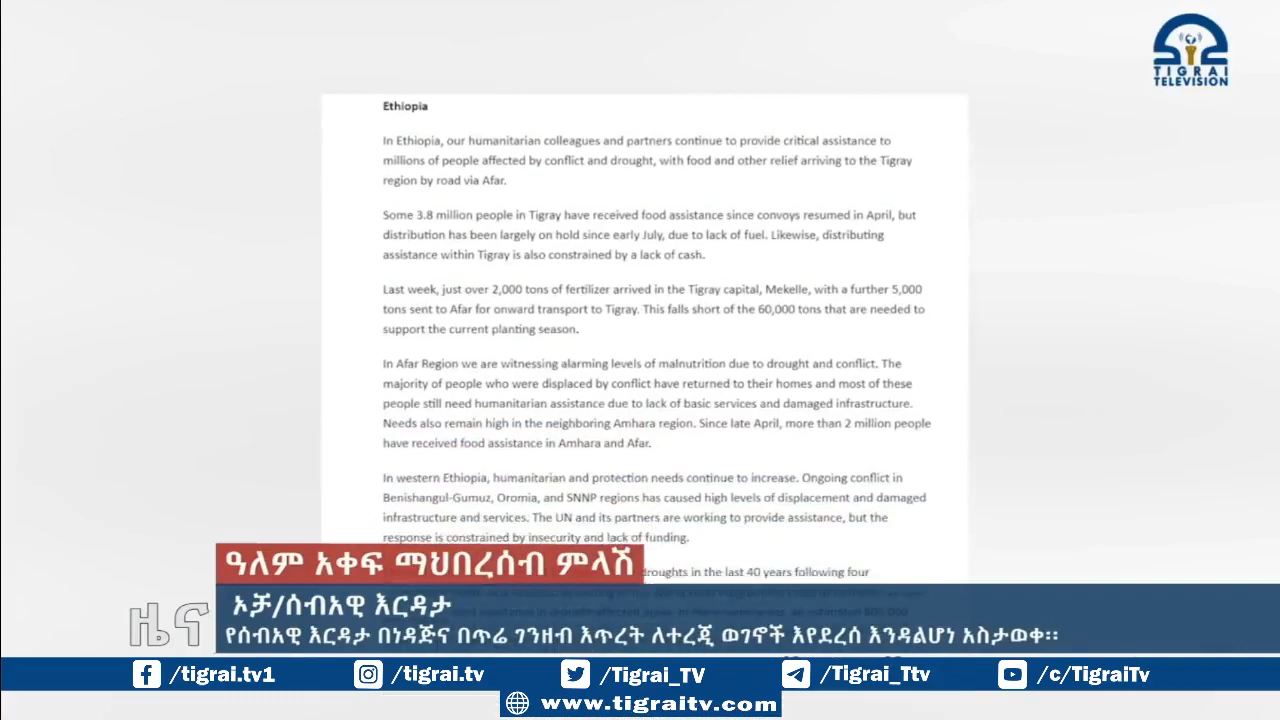 TIGRAI
TELEVISION
Ethiopia
In Ethiopia, our humanitarian colleagues and partners continue to provide critical assistance to
millions of people affected by conflict and drought, with food and other relief arriving to the Tigray
region by road via Afar.
Some 3.8 million people in Tigray have received food assistance since convoys resumed in April, but
distribution has been largely on hold since early July, due to lack of fuel. Likewise, distributing
assistance within Tigray is also constrained by a lack of cash.
Last week, just over 2,000 tons of fertilizer arrived in the Tigray capital, Mekelle, with a further 5,000
tons sent to Afar for onward transport to Tigray. This falls short of the 60,000 tons that are needed to
support the current planting season.
In Afar Region we are witnessing alarming levels of malnutrition due to drought and conflict. The
majority of people who were displaced by conflict have returned to their homes and most of these
people still need humanitarian assistance due to lack of basic services and damaged infrastructure.
Needs also remain high in the neighboring Amhara region. Since late April, more than 2 million people
have received food assistance in Amhara and Afar.
In western Ethiopia, humanitarian and protection needs continue to increase. Ongoing conflict in
Benishangul-Gumuz, Oromia, and SNNP regions has caused high levels of displacement and damaged
infrastructure and services. The UN and its partners are working to provide assistance, but the
response is constrained by insecurity and lack of funding.
droughts in the last 40 years following four
ዓለም አቀፍ ማህበረሰብ ምላሽ
ዜና
ኦቻ/ሰብአዊ እርዳታ
የሰብአዊ እርዳታ በነዳጅና በጥሬ ገንዘብ እጥረት ለተረጂ ወገኖች እየደረሰ እንዳልሆነ አስታወቀ፡፡
/tigrai.tv1
/tigrai.tv
/Tigrai_TV
/Tigrai_Ttv
/c/TigraiTv
www.tigraitv.com